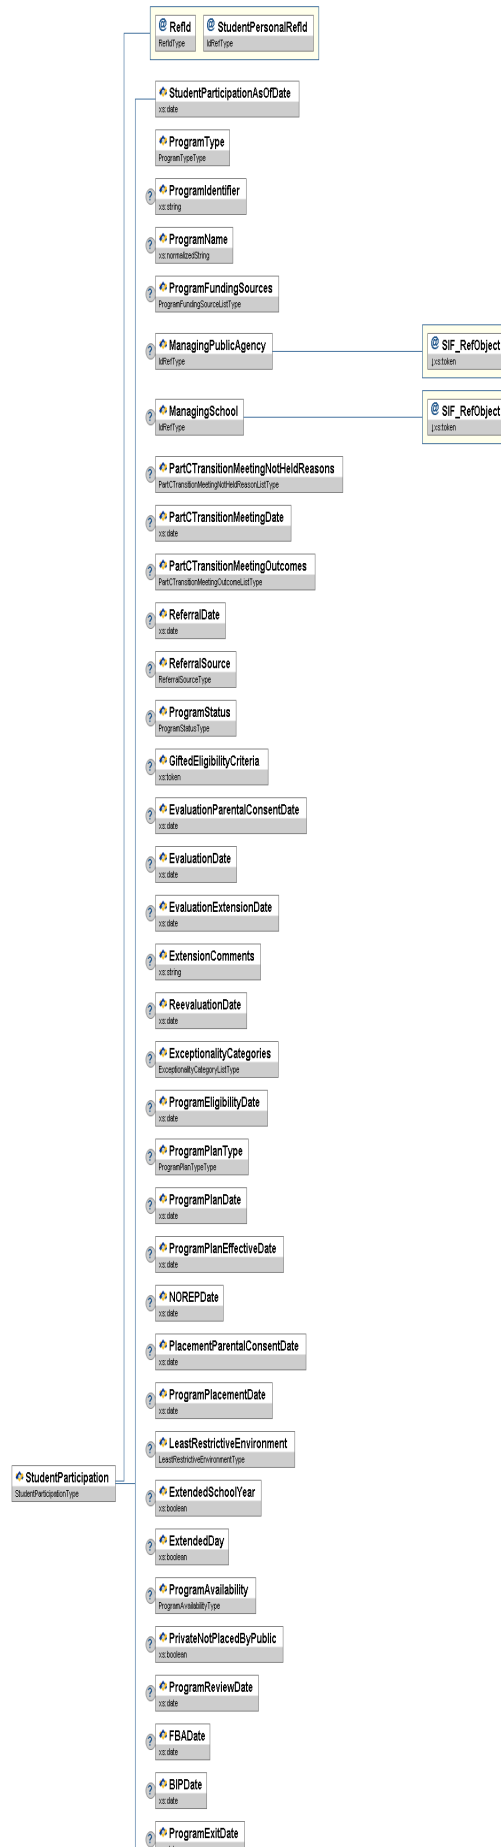 @ RefId @ StudentPersonalRefId
RefIdType IdRefType
StudentParticipationAsOfDate
xs:date
ProgramType
ProgramTypeType
? ProgramIdentifier
xs:string
? ProgramName
xs:normalizedString
? ProgramFundingSources
ProgramFundingSourceListType
? ManagingPublicAgency @ SIF_RefObject
IdRefType xs:token
? ManagingSchool @ SIF_RefObject
IdRefType xs:token
? PartCTransitionMeetingNotHeldReasons
PartCTransitionMeetingNotHeldReasonListType
? PartCTransitionMeetingDate
xs:date
? PartCTransitionMeetingOutcomes
PartCTransitionMeetingOutcomeListType
? ReferralDate
xs:date
? ReferralSource
ReferralSourceType
? ProgramStatus
ProgramStatusType
? GiftedEligibilityCriteria
xs:token
? EvaluationParentalConsentDate
xs:date
? EvaluationDate
xs:date
? EvaluationExtensionDate
xs:date
? ExtensionComments
xs:string
? ReevaluationDate
xs:date
? ExceptionalityCategories
ExceptionalityCategoryListType
? ProgramEligibilityDate
xs:date
? ProgramPlanType
ProgramPlanTypeType
? ProgramPlanDate
xs:date
? ProgramPlanEffectiveDate
xs:date
? NOREPDate
xs:date
? PlacementParentalConsentDate
xs:date
? ProgramPlacementDate
xs:date
? LeastRestrictiveEnvironment
LeastRestrictiveEnvironmentType
StudentParticipation
StudentParticipationType
? ExtendedSchoolYear
xs:boolean
? ExtendedDay
xs:boolean
? ProgramAvailability
ProgramAvailabilityType
? PrivateNotPlacedByPublic
xs:boolean
? ProgramReviewDate
xs:date
? FBADate
xs:date
? BIPDate
xs:date
? ProgramExitDate